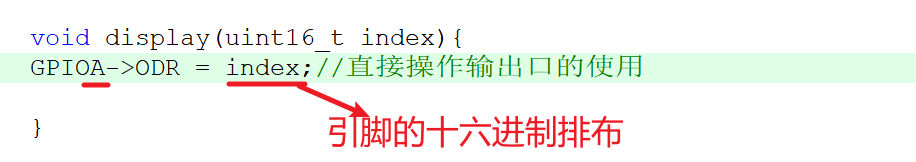 void display(uint16_t index){
GPIOA->ODR = index;//直接操作输出口的使用
引脚的十六进制排布
}